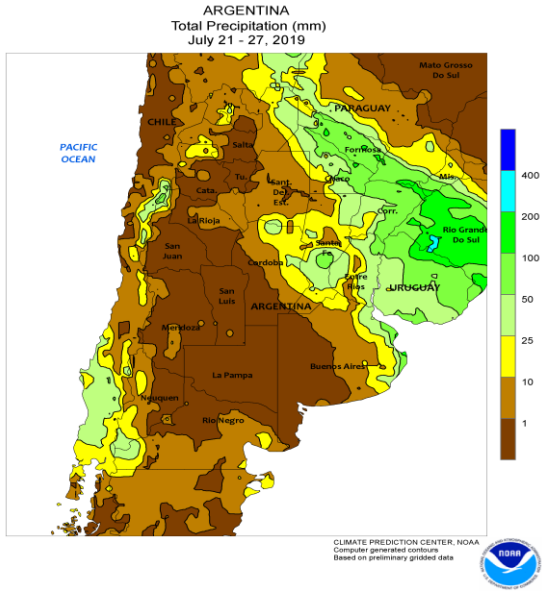 ARGENTINA
Total Precipitation (mm)
July 21 - 27, 2019
Mato Grosso
Do Sul
PARAGUAY
CHILE
Ju.
PACIFIC
OCEAN
Salta
Formosa
Tu.
Chaco
Mis.
Cata.
Sant.
Del
Est.
Corr.
La Rioja
Rio Grande
Do Sul
Santa
Fe
San
Juan
Cordoba
Entre
Rios
URUGUAY
San
Luis
ARGENTINA
Mendoza
Buenos Aires
La Pampa
Neuquen
Rio Negro
400
200
100
50
25
10
1
CLIMATE PREDICTION CENTER, NOAA
Computer generated contours
Based on preliminary gridded data
NOAA